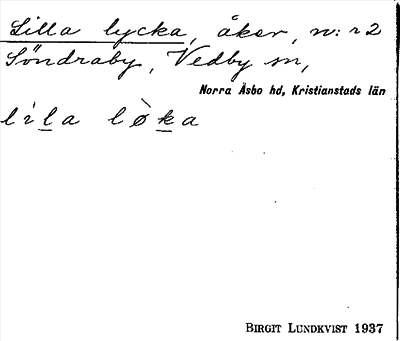 Lilla lycka, åker, n:r 2
Söndraby, Vedby sn,
Norra Åsbo hd, Kristianstads län
lila løka
BIRGIT LUNDKVIST 1937